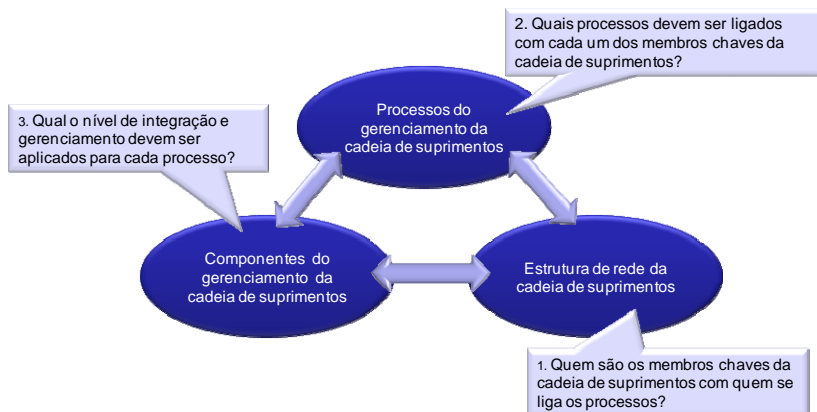 2. Quais processos devem ser ligados
com cada um dos membros chaves da
cadeia de suprimentos?
Processos do
gerenciamento da
cadeia de suprimentos
3. Qual o nível de integração e
gerenciamento devem ser
aplicados para cada processo?
Componentes do
gerenciamento da
cadeia de suprimentos
Estrutura de rede da
cadeia de suprimentos
1. Quem são os membros chaves da
cadeia de suprimentos com quem se
liga os processos?